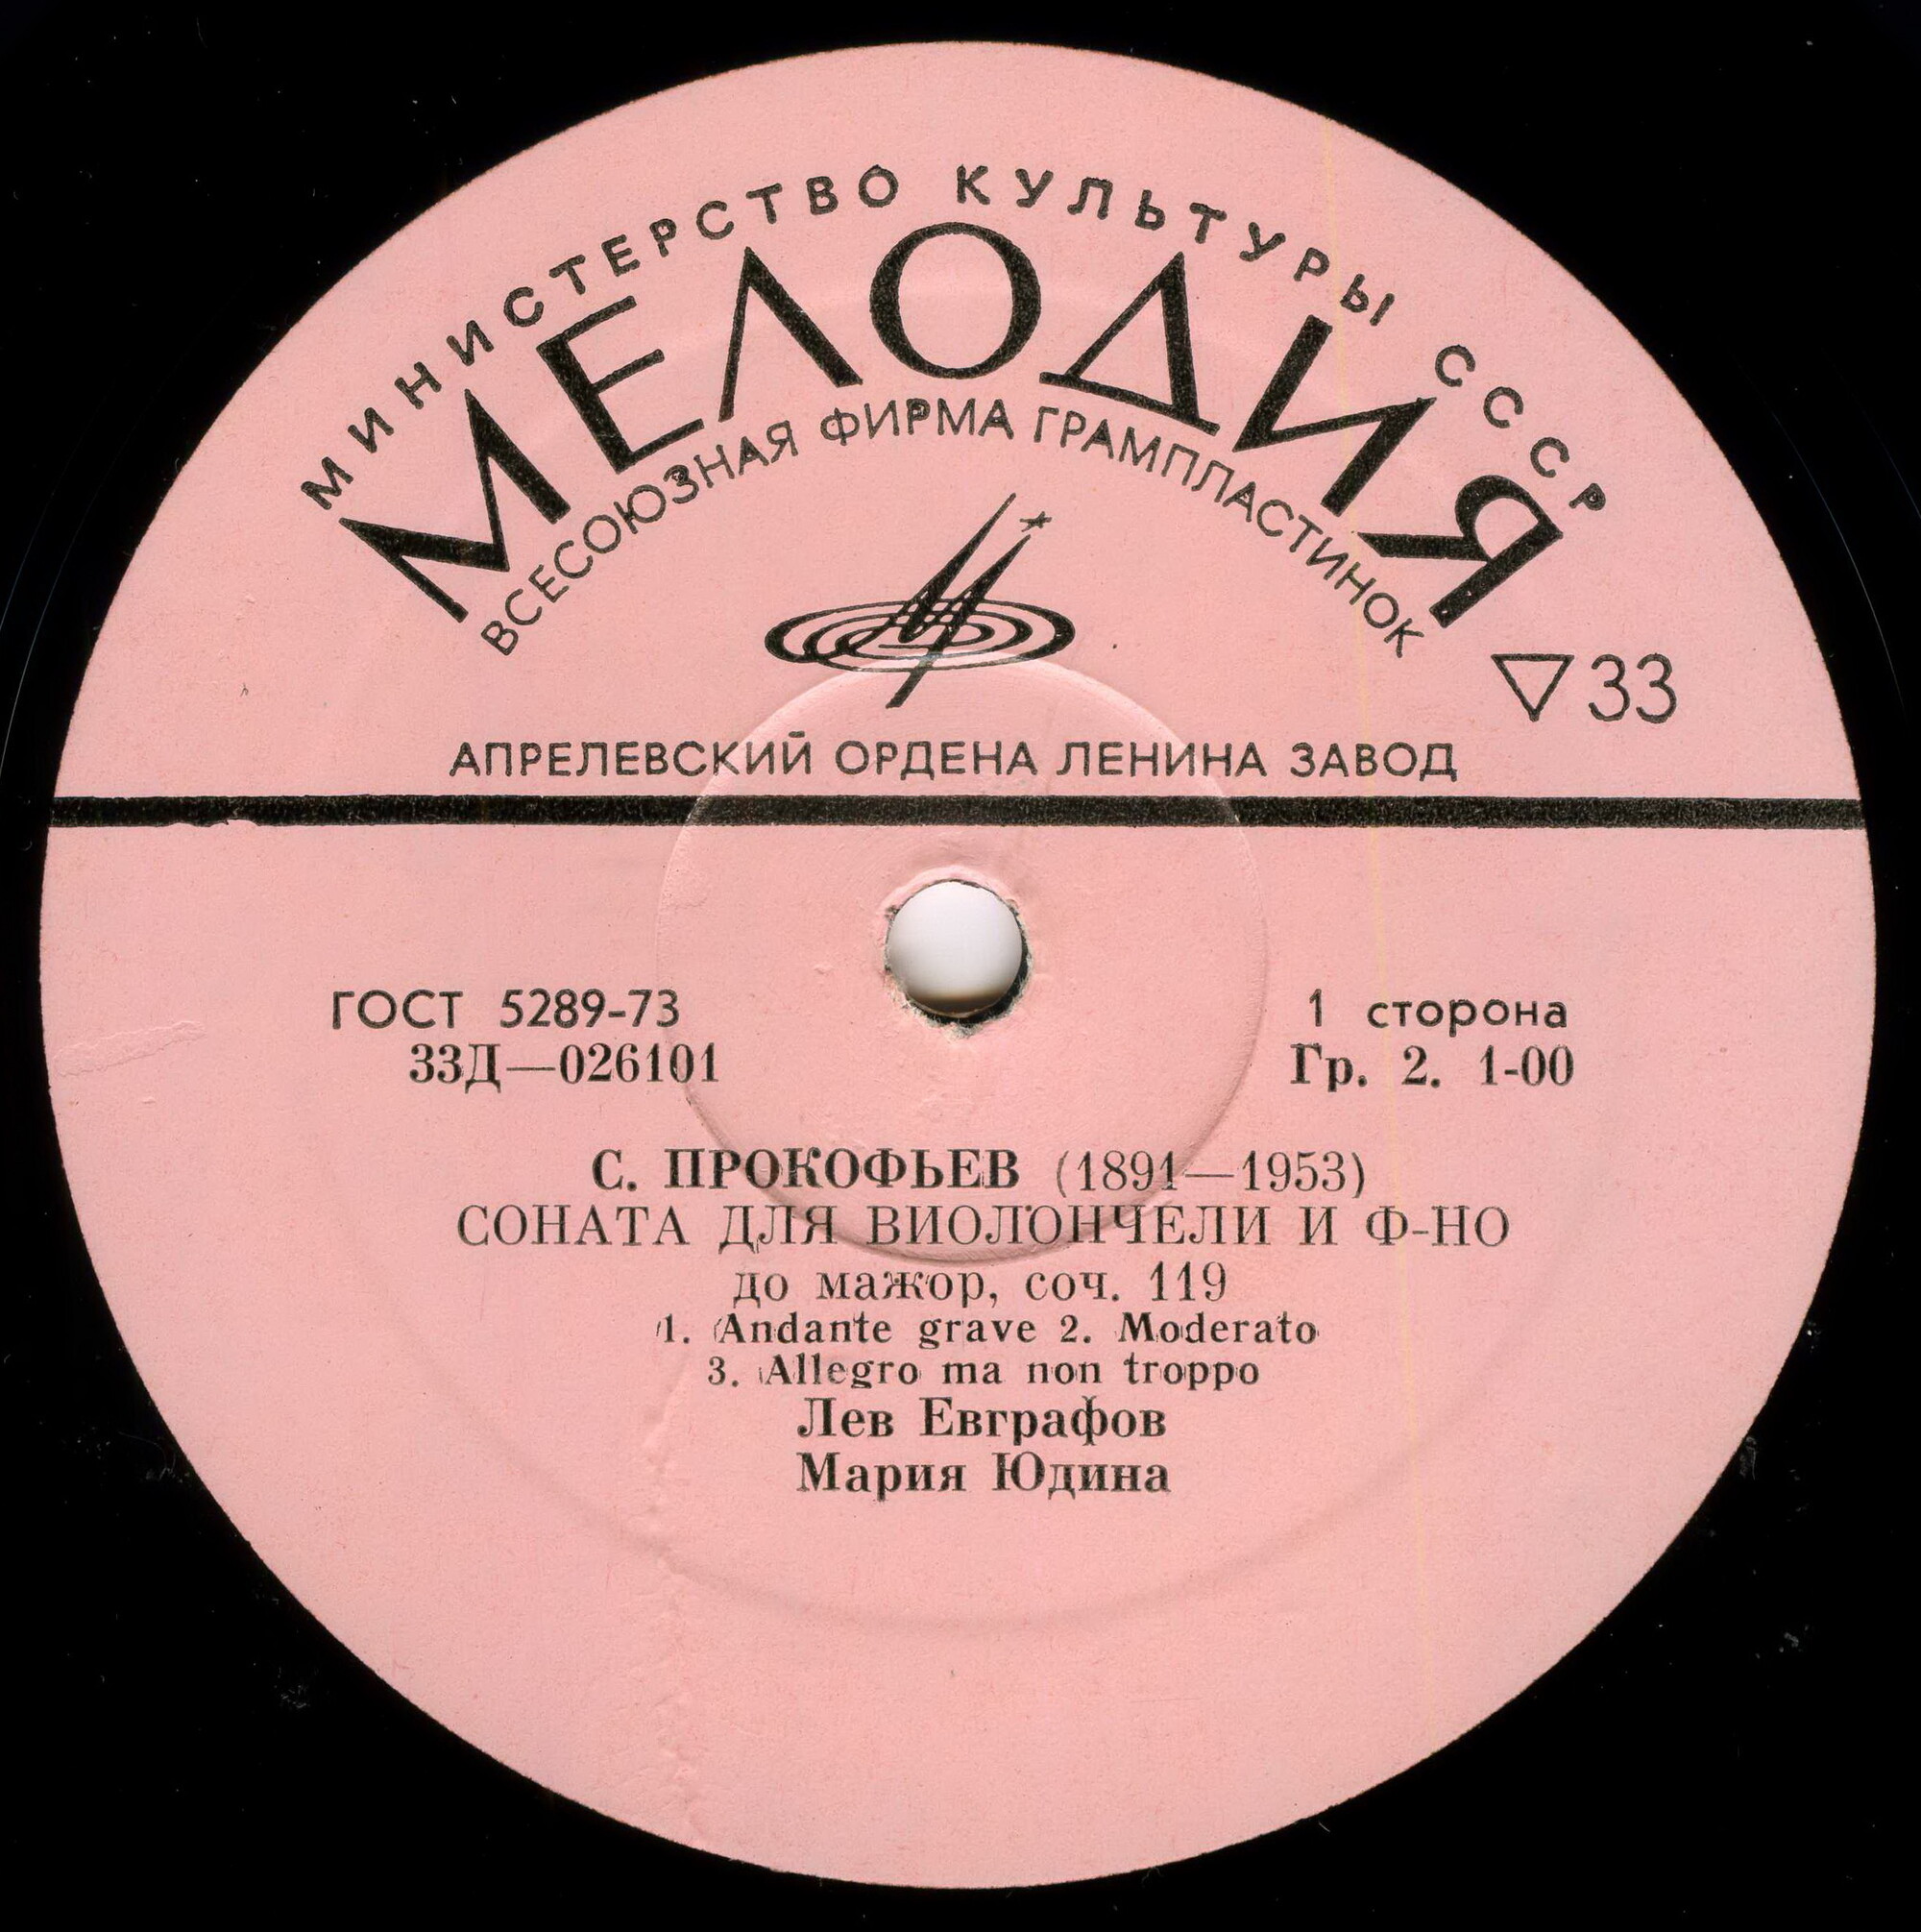 МИНИСТЕРСТВО КУЛЬТУРЫ СССР
МЕЛОДИЯ
ВСЕСОЮЗНАЯ ФИРМА ГРАМПЛАСТИНОК
▽33
АПРЕЛЕВСКИЙ ОРДЕНА ЛЕНИНА ЗАВОД
ГОСТ 5289-73
33Д—026101
1 сторона
Гр. 2. 1-00
С. ПРОКОФЬЕВ (1891—1953)
СОНАТА ДЛЯ ВИОЛОНЧЕЛИ И Ф-НО
до мажор, соч. 119
1. Andante grave 2. Moderato
3. Allegro ma non troppo
Лев Евграфов
Мария Юдина